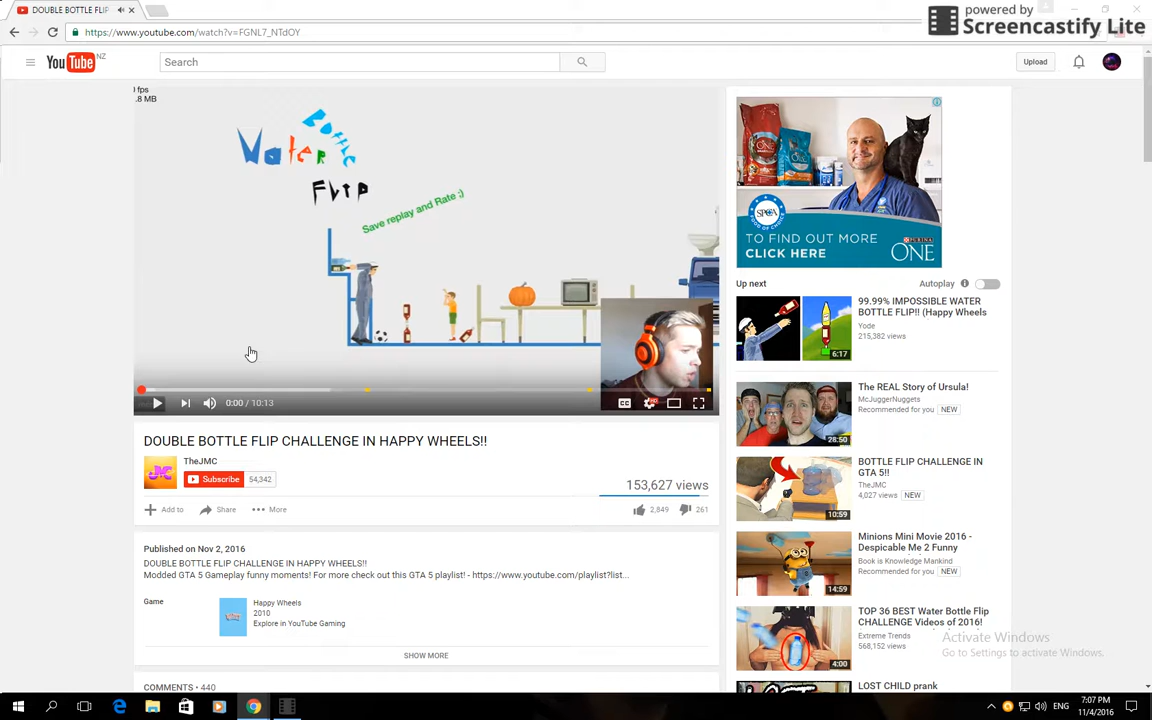 DOUBLE BOTTLE FLIP
powered by
Screencastify Lite
https://www.youtube.com/watch?v=FGNL7_NTdOY
YouTube NZ
Search
Upload
fps
.8 MB
Water Bottle
FLIP
Save replay and Rate :)
0:00 / 10:13
CC
HD
SPCA
TO FIND OUT MORE
CLICK HERE
PURINA
ONE
Up next
Autoplay
99.99% IMPOSSIBLE WATER
BOTTLE FLIP!! (Happy Wheels
Yode
215,382 views
6:17
The REAL Story of Ursula!
McJuggerNuggets
Recommended for you NEW
28:50
BOTTLE FLIP CHALLENGE IN
GTA 5!!
TheJMC
4,027 views NEW
10:59
Minions Mini Movie 2016 -
Despicable Me 2 Funny
Book is Knowledge Mankind
Recommended for you NEW
14:59
TOP 36 BEST Water Bottle Flip
CHALLENGE Videos of 2016!
Extreme Trends
568,152 views
4:00
LOST CHILD prank
DOUBLE BOTTLE FLIP CHALLENGE IN HAPPY WHEELS!!
JMC
TheJMC
Subscribe 54,342
153,627 views
Add to Share More
2,849 261
Published on Nov 2, 2016
DOUBLE BOTTLE FLIP CHALLENGE IN HAPPY WHEELS!!
Modded GTA 5 Gameplay funny moments! For more check out this GTA 5 playlist! - https://www.youtube.com/playlist?list...
Game
Happy Wheels
2010
Explore in YouTube Gaming
SHOW MORE
COMMENTS • 440
Activate Windows
Go to Settings to activate Windows.
ENG
7:07 PM
11/4/2016